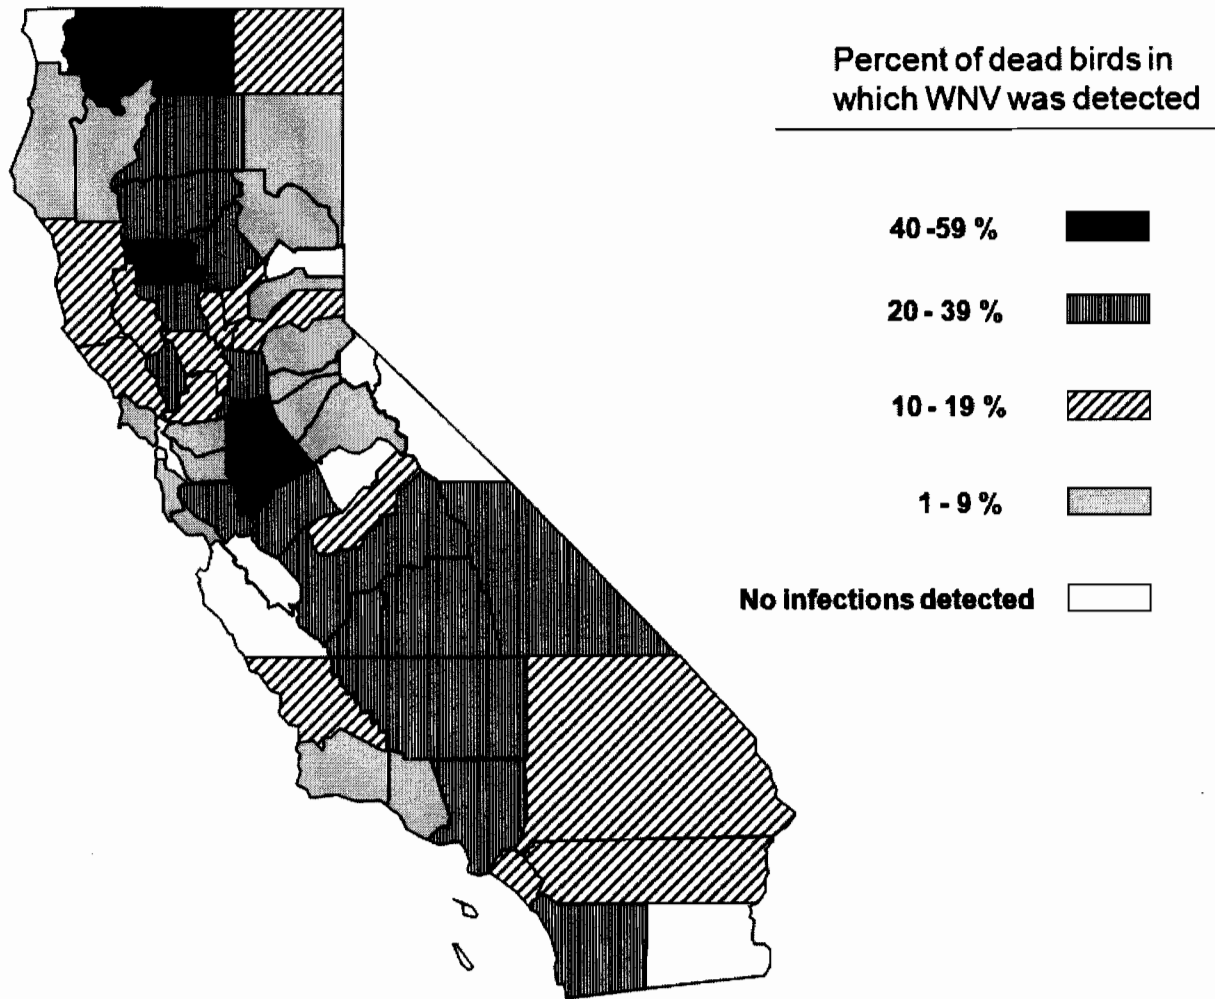 Percent of dead birds in
which WNV was detected
40 -59 %
20 - 39 %
10 - 19 %
1 - 9 %
No infections detected